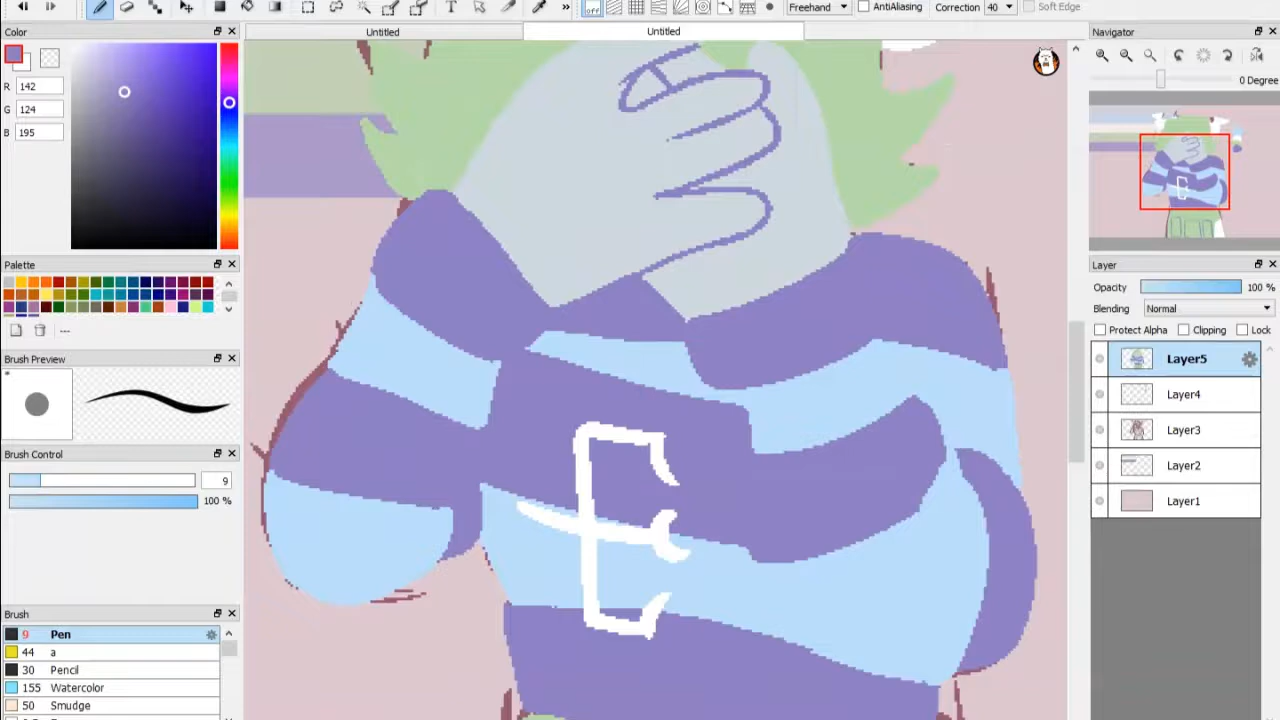 Freehand AntiAliasing Correction 40 Soft Edge
Color
Untitled
Untitled
Navigator
R 142
G 124
B 195
0 Degree
Palette
Layer
Opacity 100 %
Blending Normal
Protect Alpha Clipping Lock
Brush Preview
Layer5
Layer4
Layer3
Brush Control
9
Layer2
100 %
Layer1
Brush
9 Pen
44 a
30 Pencil
155 Watercolor
50 Smudge